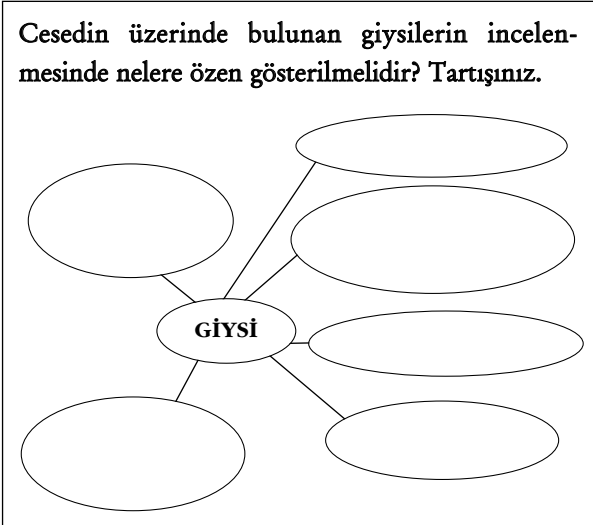 Cesedin üzerinde bulunan giysilerin incelen-
mesinde nelere özen gösterilmelidir? Tartışınız.
GİYSİ